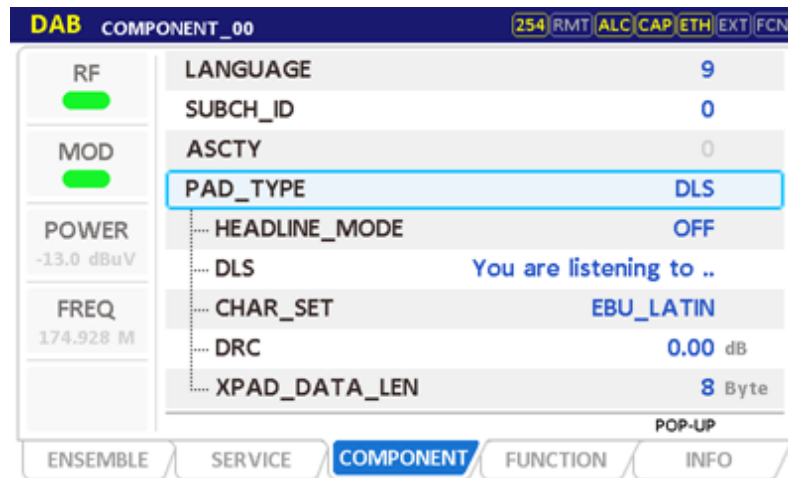 DAB COMPONENT_00 254 RMT ALC CAP ETH EXT FCN
RF
MOD
POWER
-13.0 dBuV
FREQ
174.928 M
LANGUAGE 9
SUBCH_ID 0
ASCTY 0
PAD_TYPE DLS
HEADLINE_MODE OFF
DLS You are listening to ..
CHAR_SET EBU_LATIN
DRC 0.00 dB
XPAD_DATA_LEN 8 Byte
POP-UP
ENSEMBLE SERVICE COMPONENT FUNCTION INFO